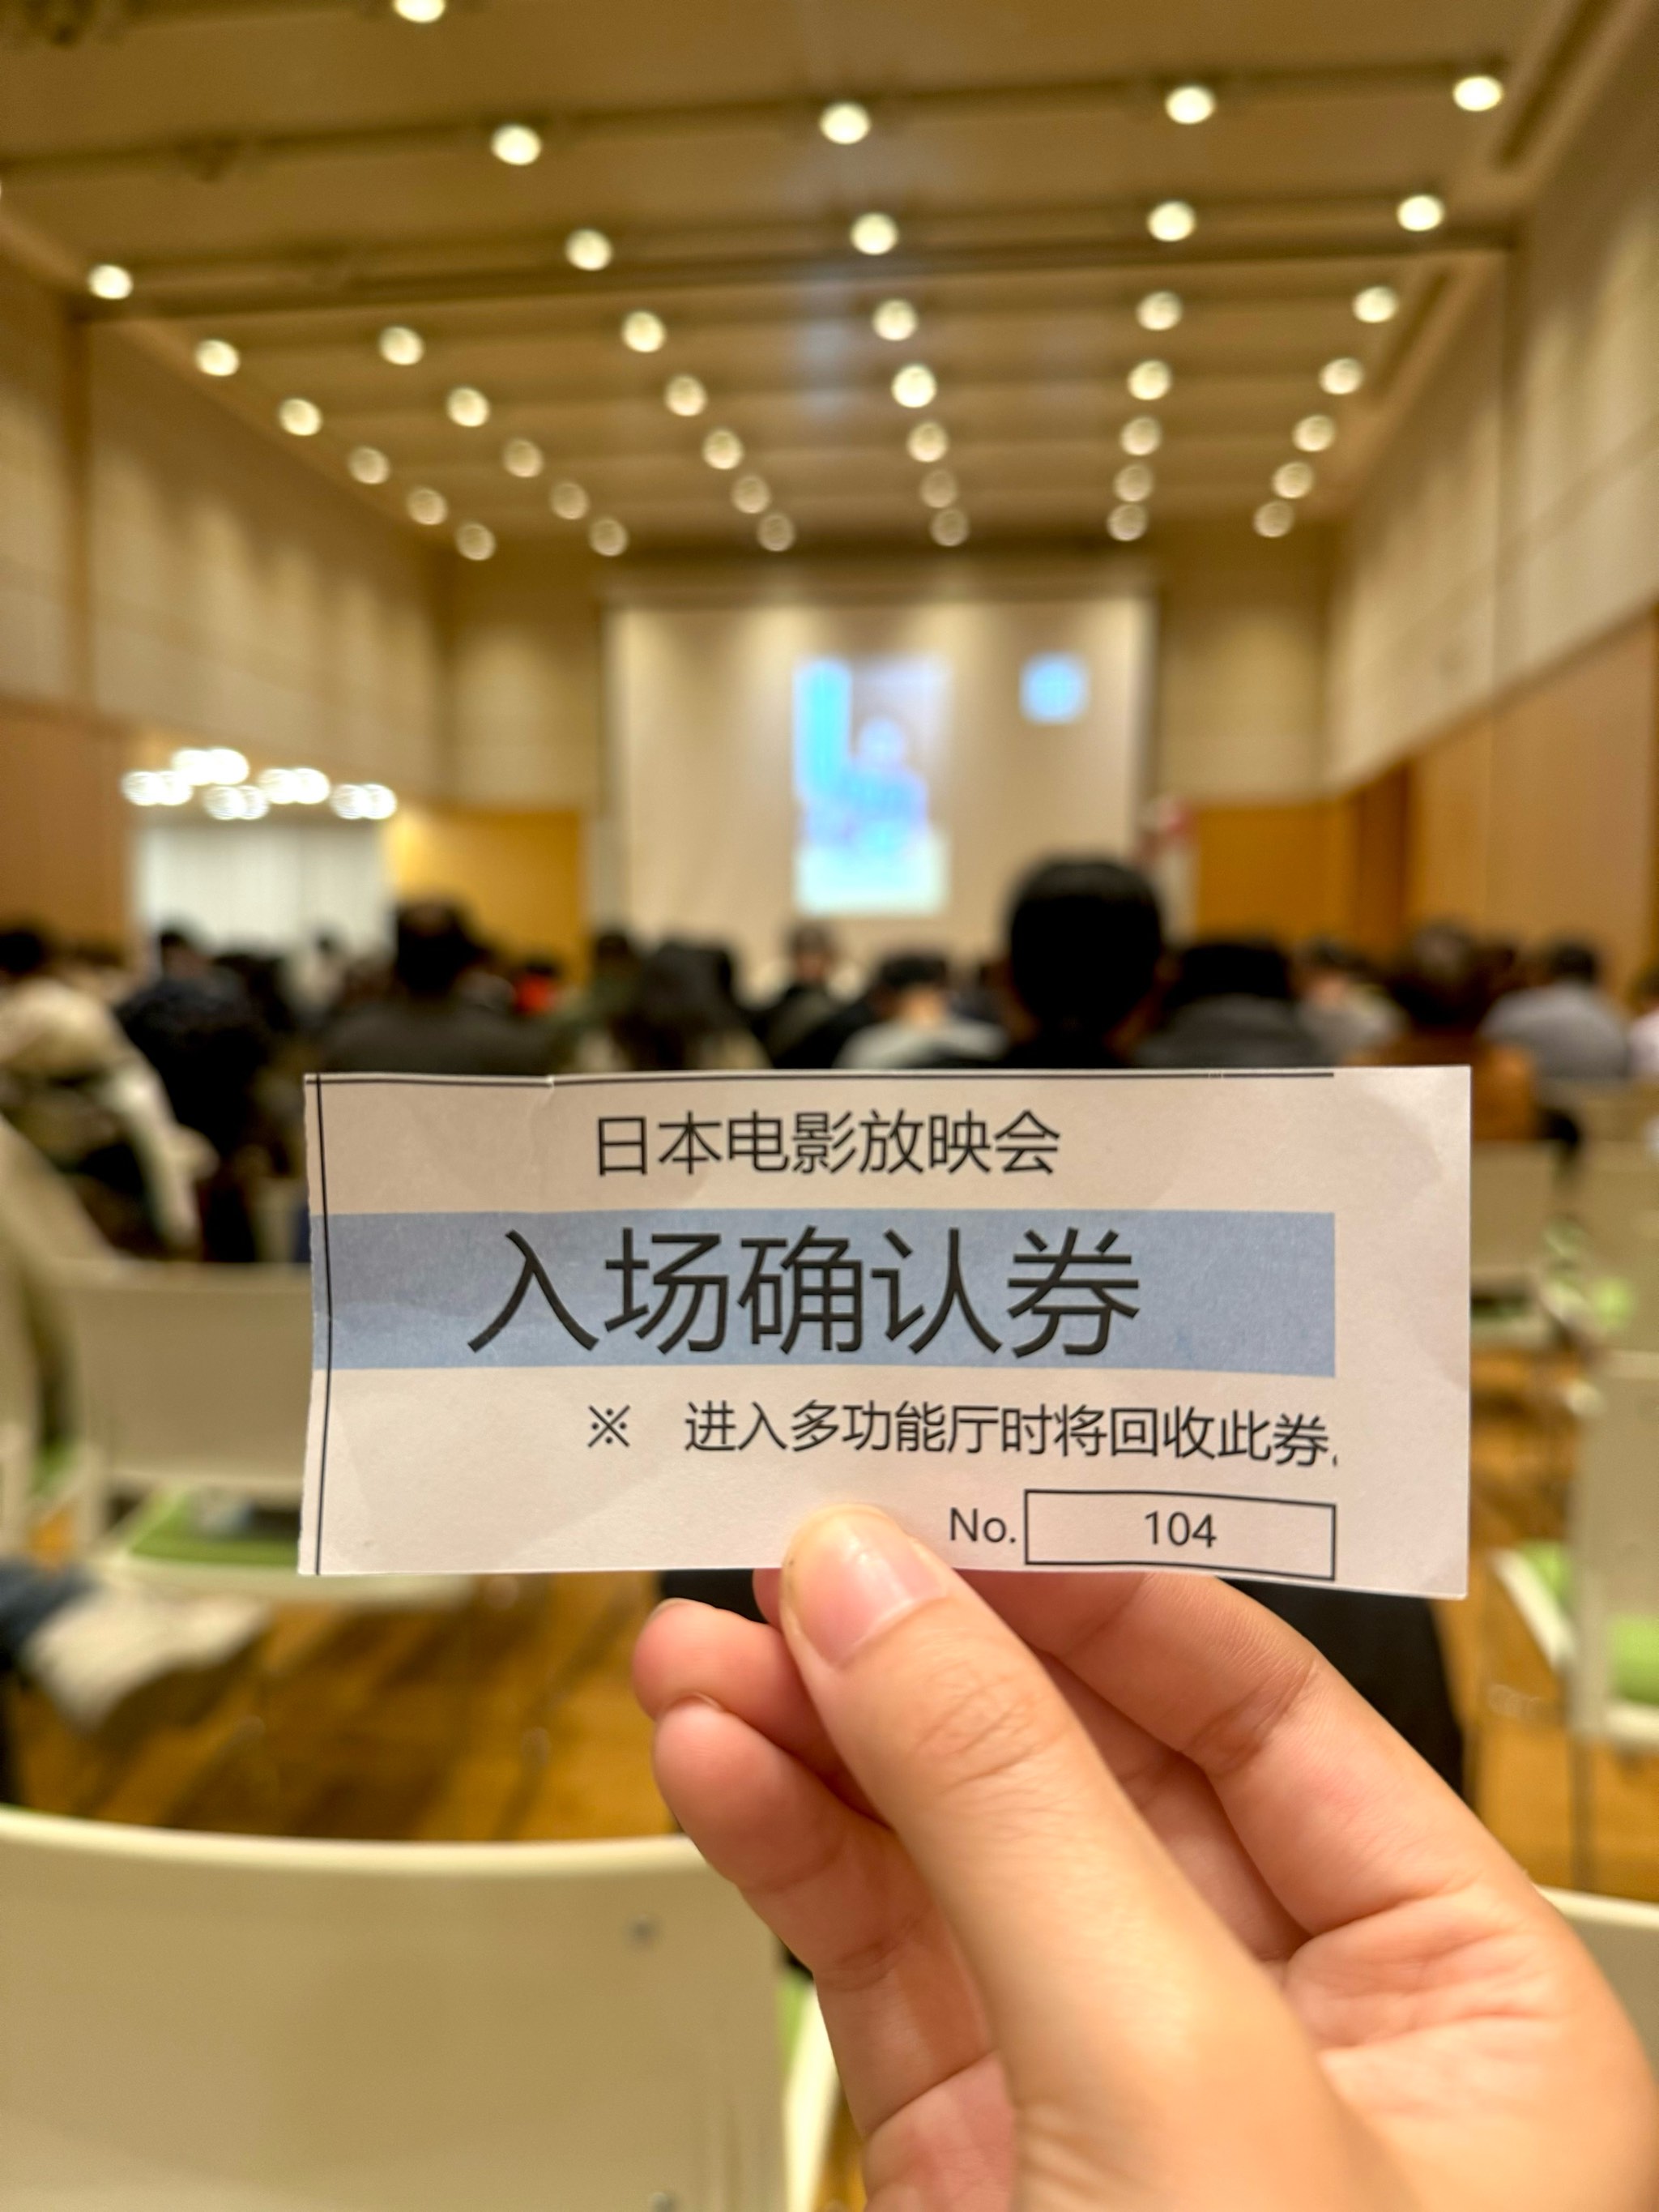 日本电影放映会
入场确认券
※ 进入多功能厅时将回收此券.
No. 104